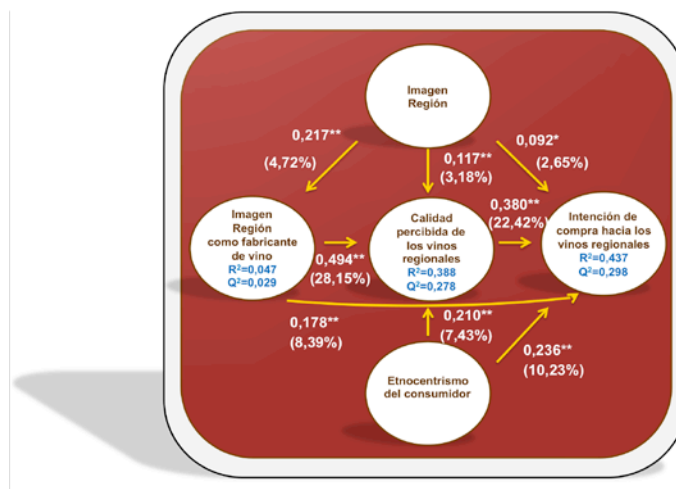 Imagen
Región
0,217**
(4,72%)
0,117**
(3,18%)
0,092*
(2,65%)
Imagen
Región
como fabricante
de vino
R²=0,047
Q²=0,029
0,494**
(28,15%)
Calidad
percibida de
los vinos
regionales
R²=0,388
Q²=0,278
0,380**
(22,42%)
Intención de
compra hacia los
vinos regionales
R²=0,437
Q²=0,298
0,178**
(8,39%)
0,210**
(7,43%)
0,236**
(10,23%)
Etnocentrismo
del consumidor